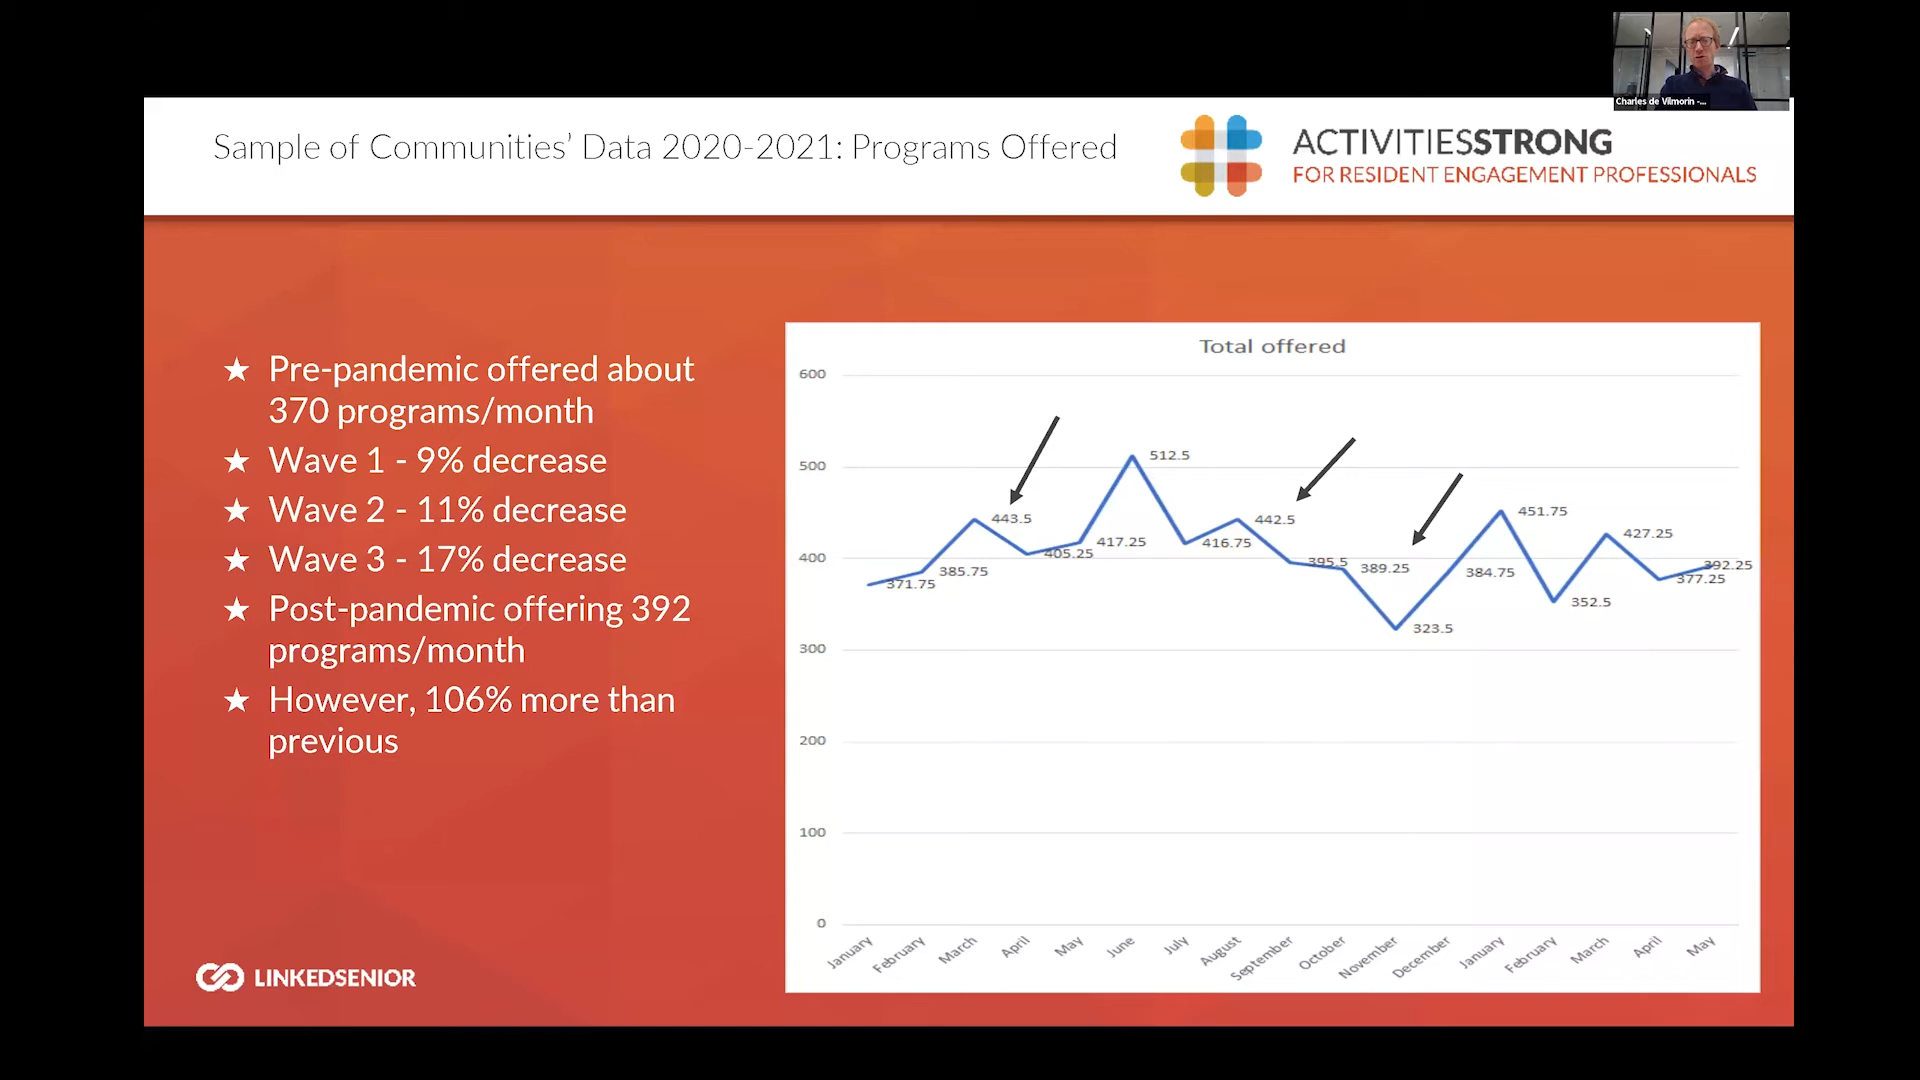 Charles de Vilmorin -...
Sample of Communities’ Data 2020-2021: Programs Offered
ACTIVITIESSTRONG
FOR RESIDENT ENGAGEMENT PROFESSIONALS
★ Pre-pandemic offered about
370 programs/month
★ Wave 1 - 9% decrease
★ Wave 2 - 11% decrease
★ Wave 3 - 17% decrease
★ Post-pandemic offering 392
programs/month
★ However, 106% more than
previous
LINKEDSENIOR
Total offered
600
500
400
300
200
100
0
371.75
385.75
443.5
405.25
417.25
512.5
416.75
442.5
395.5
389.25
323.5
384.75
451.75
352.5
427.25
377.25
392.25
January
February
March
April
May
June
July
August
September
October
November
December
January
February
March
April
May